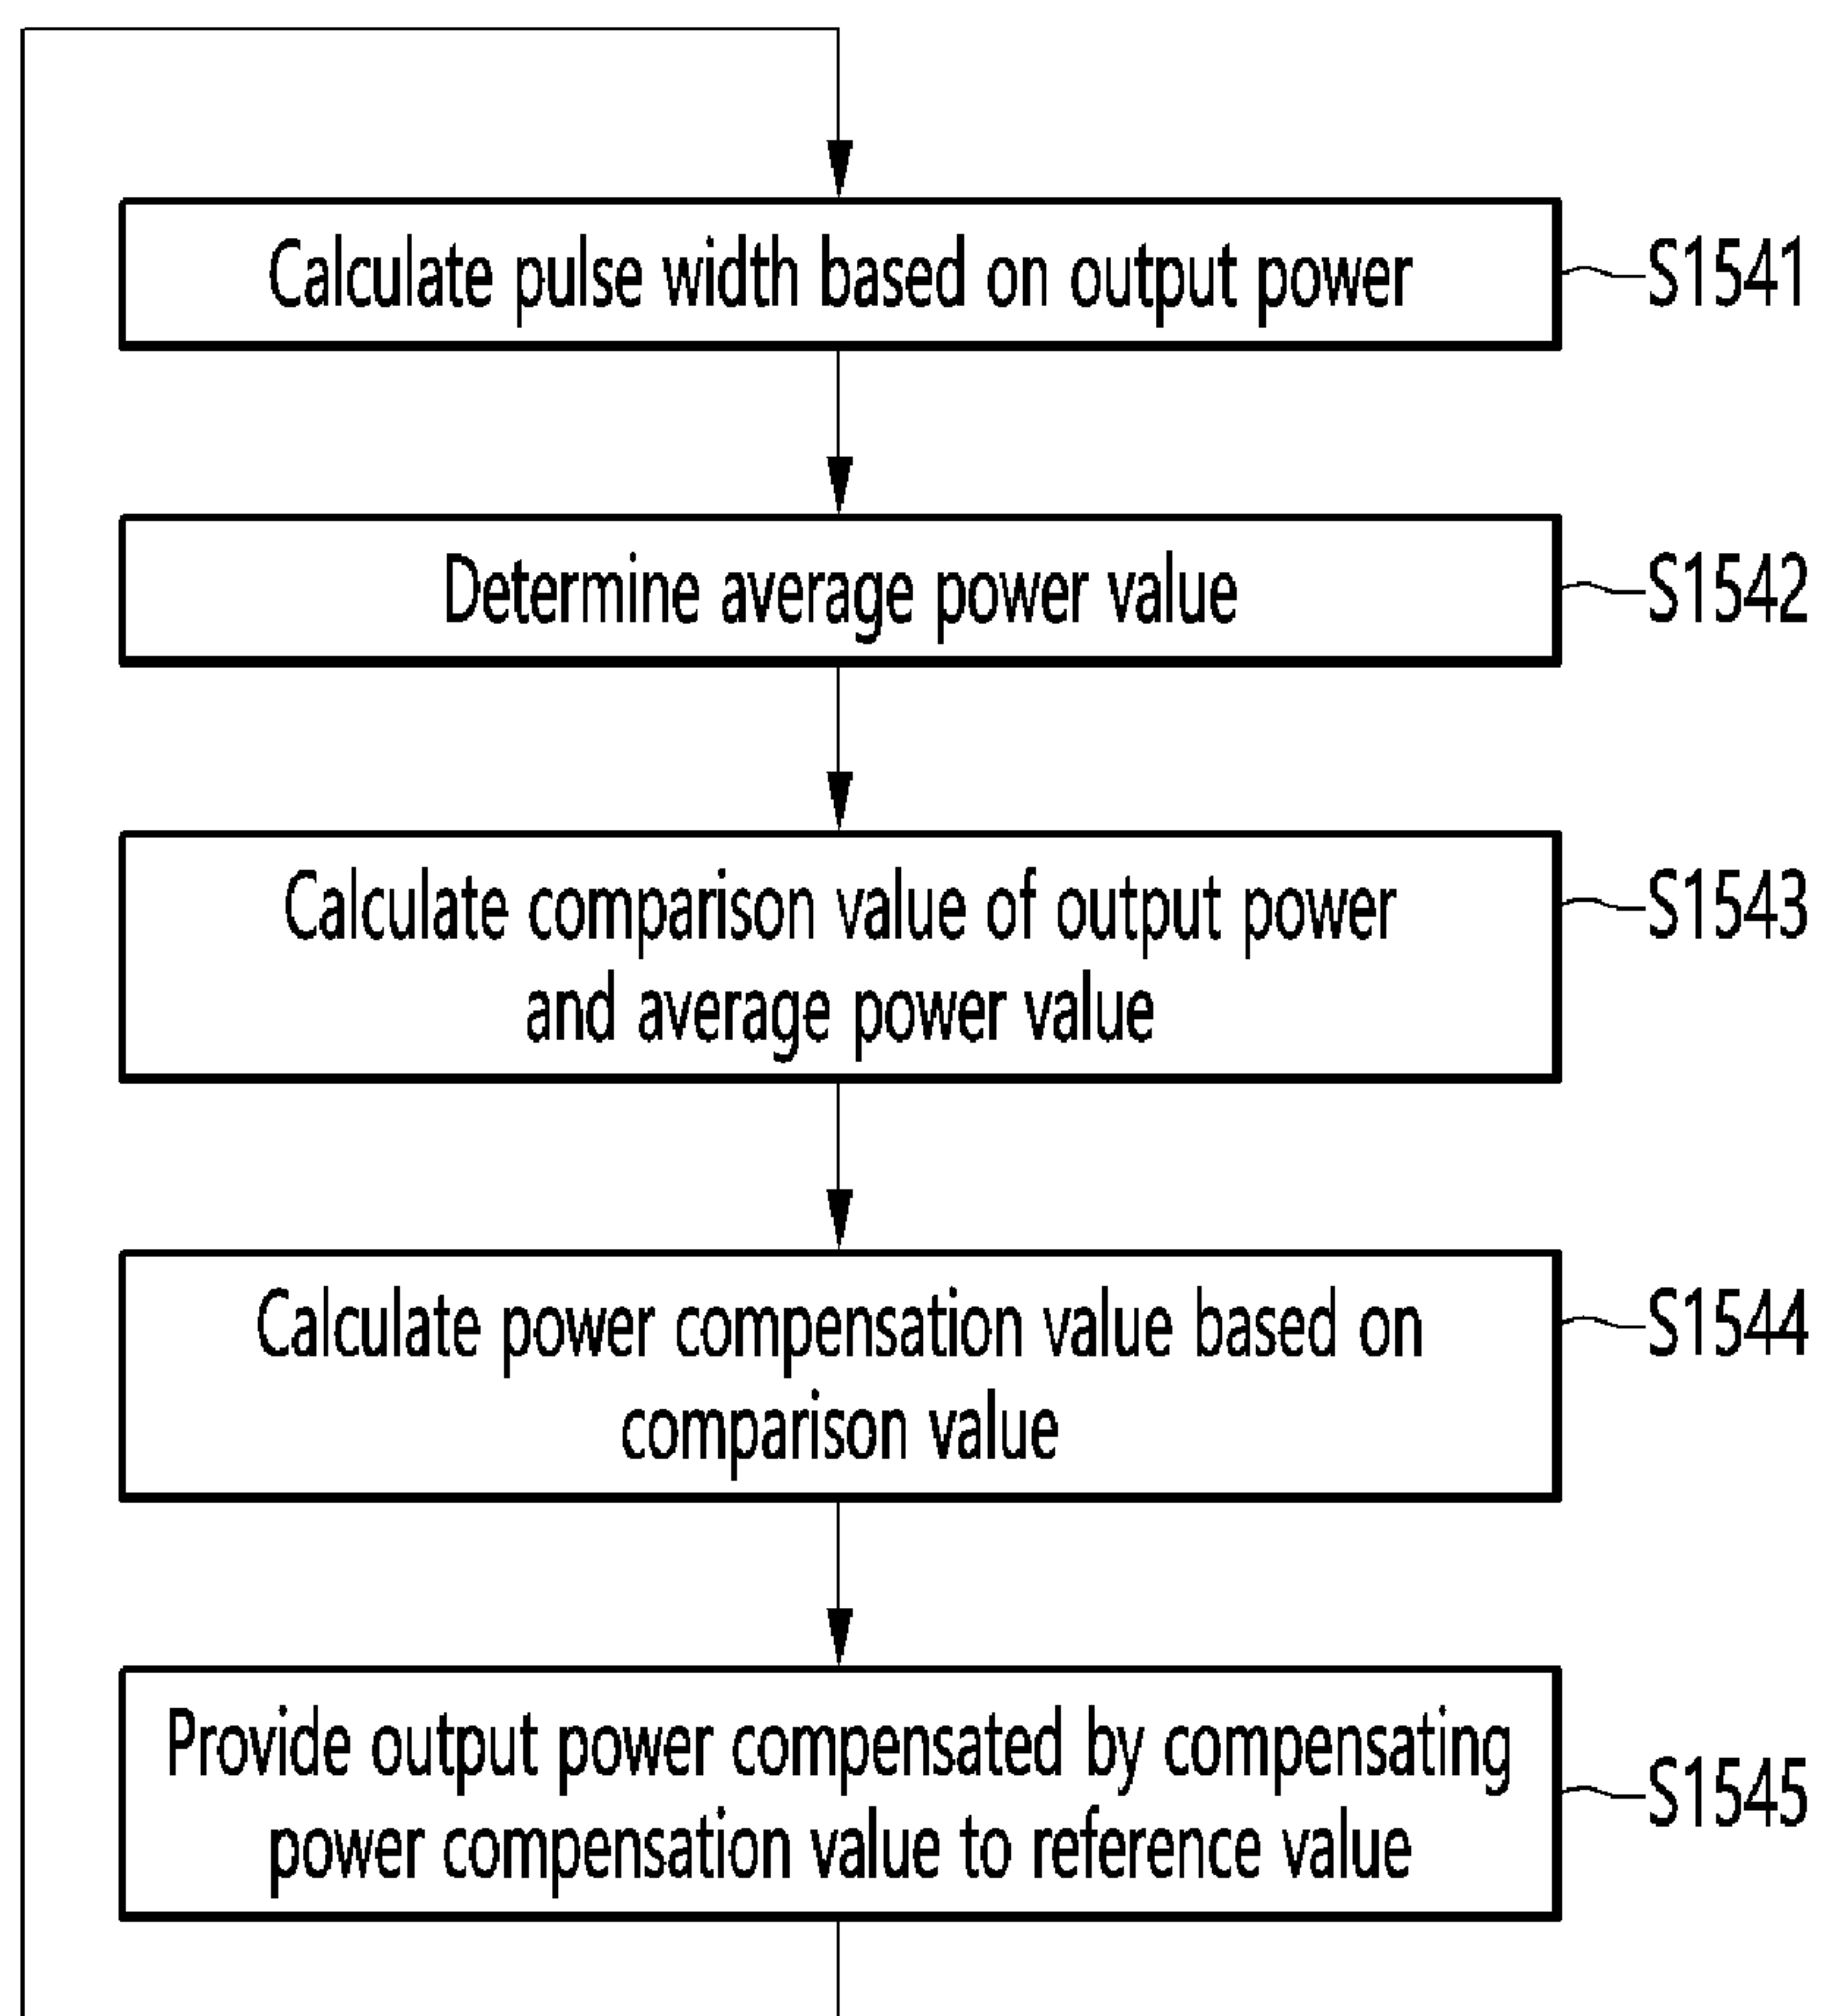 Calculate pulse width based on output power
S1541
Determine average power value
S1542
Calculate comparison value of output power
and average power value
S1543
Calculate power compensation value based on
comparison value
S1544
Provide output power compensated by compensating
power compensation value to reference value
S1545